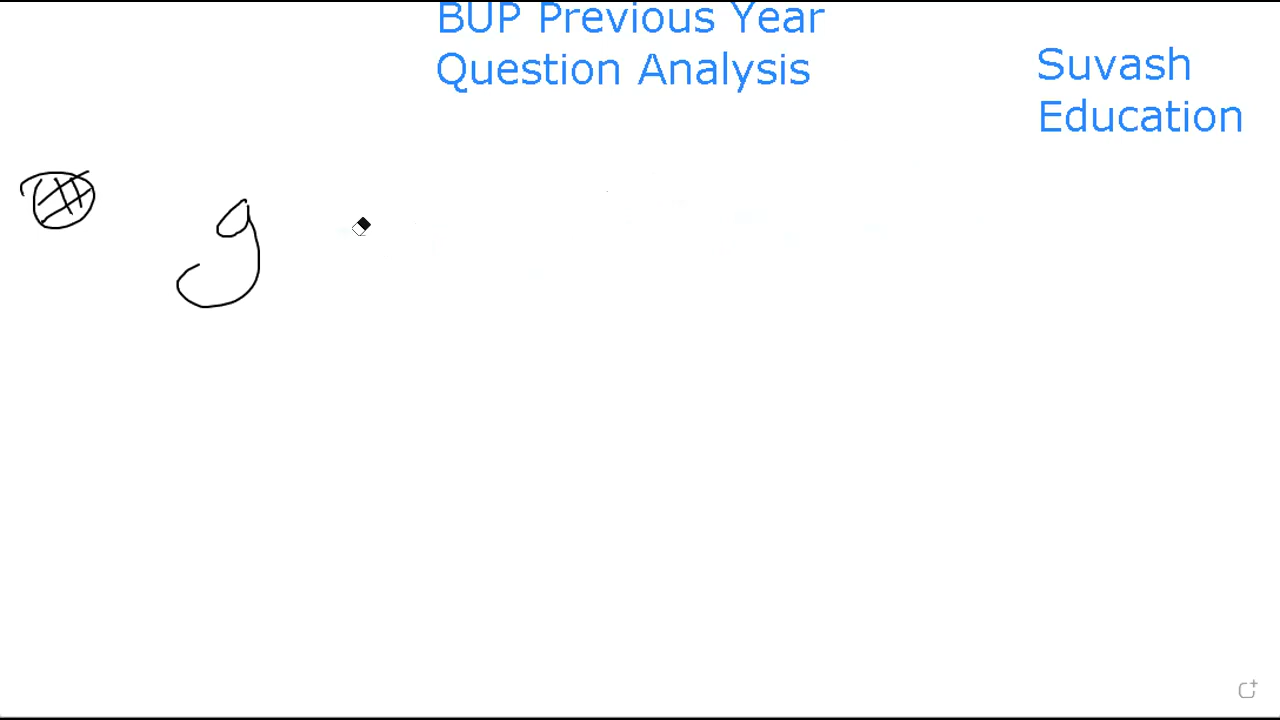 BUP Previous Year
Question Analysis
Suvash
Education
g